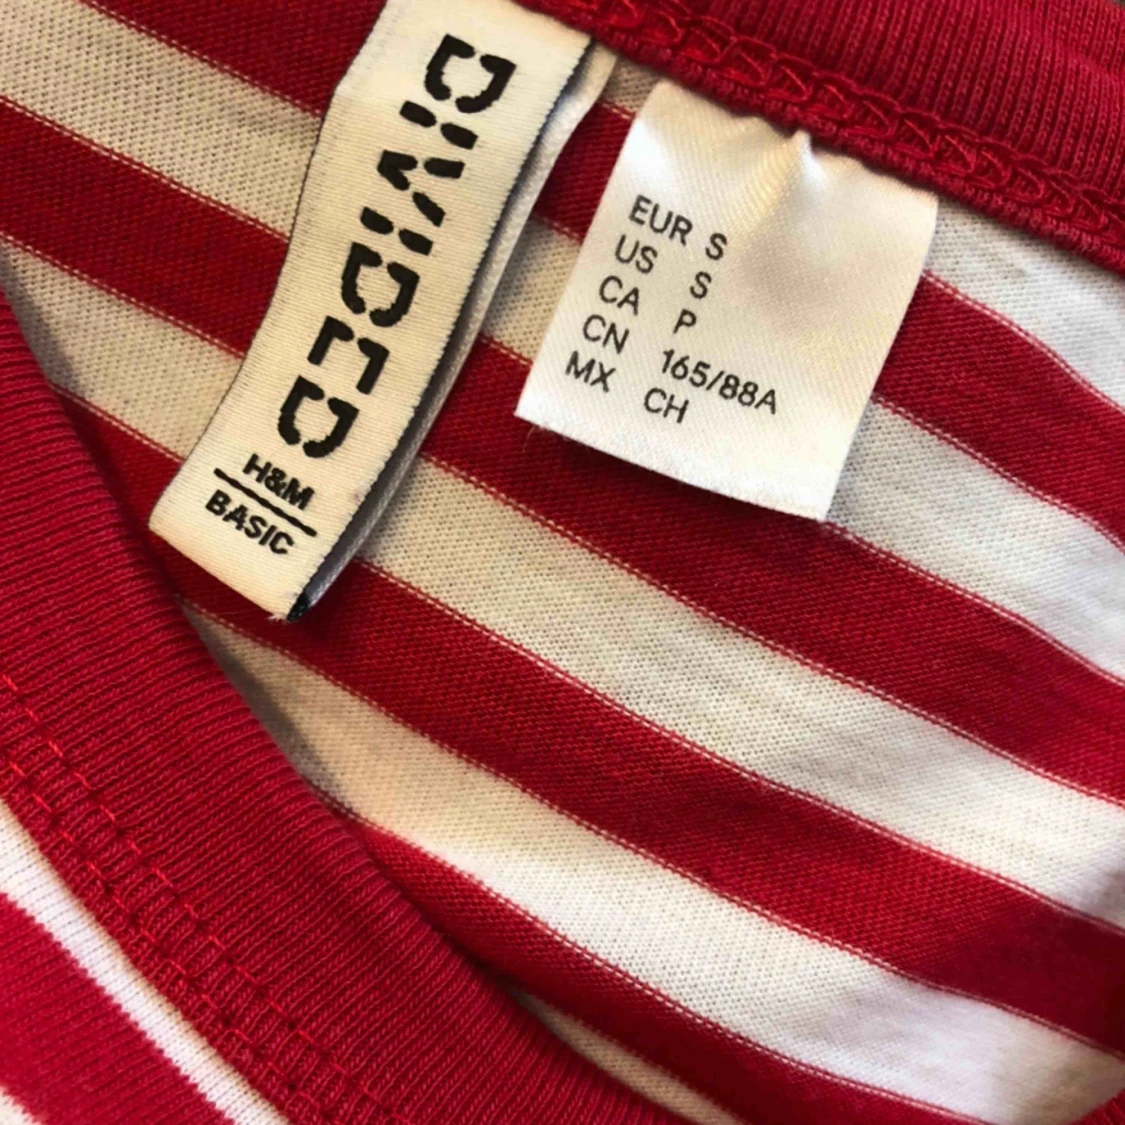 DIVIDED
H&M
BASIC
EUR S
US S
CA P
CN 165/88A
MX CH